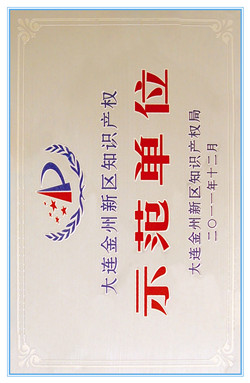 大连金州新区知识产权
示范单位
大连金州新区知识产权局
二〇一一年十二月